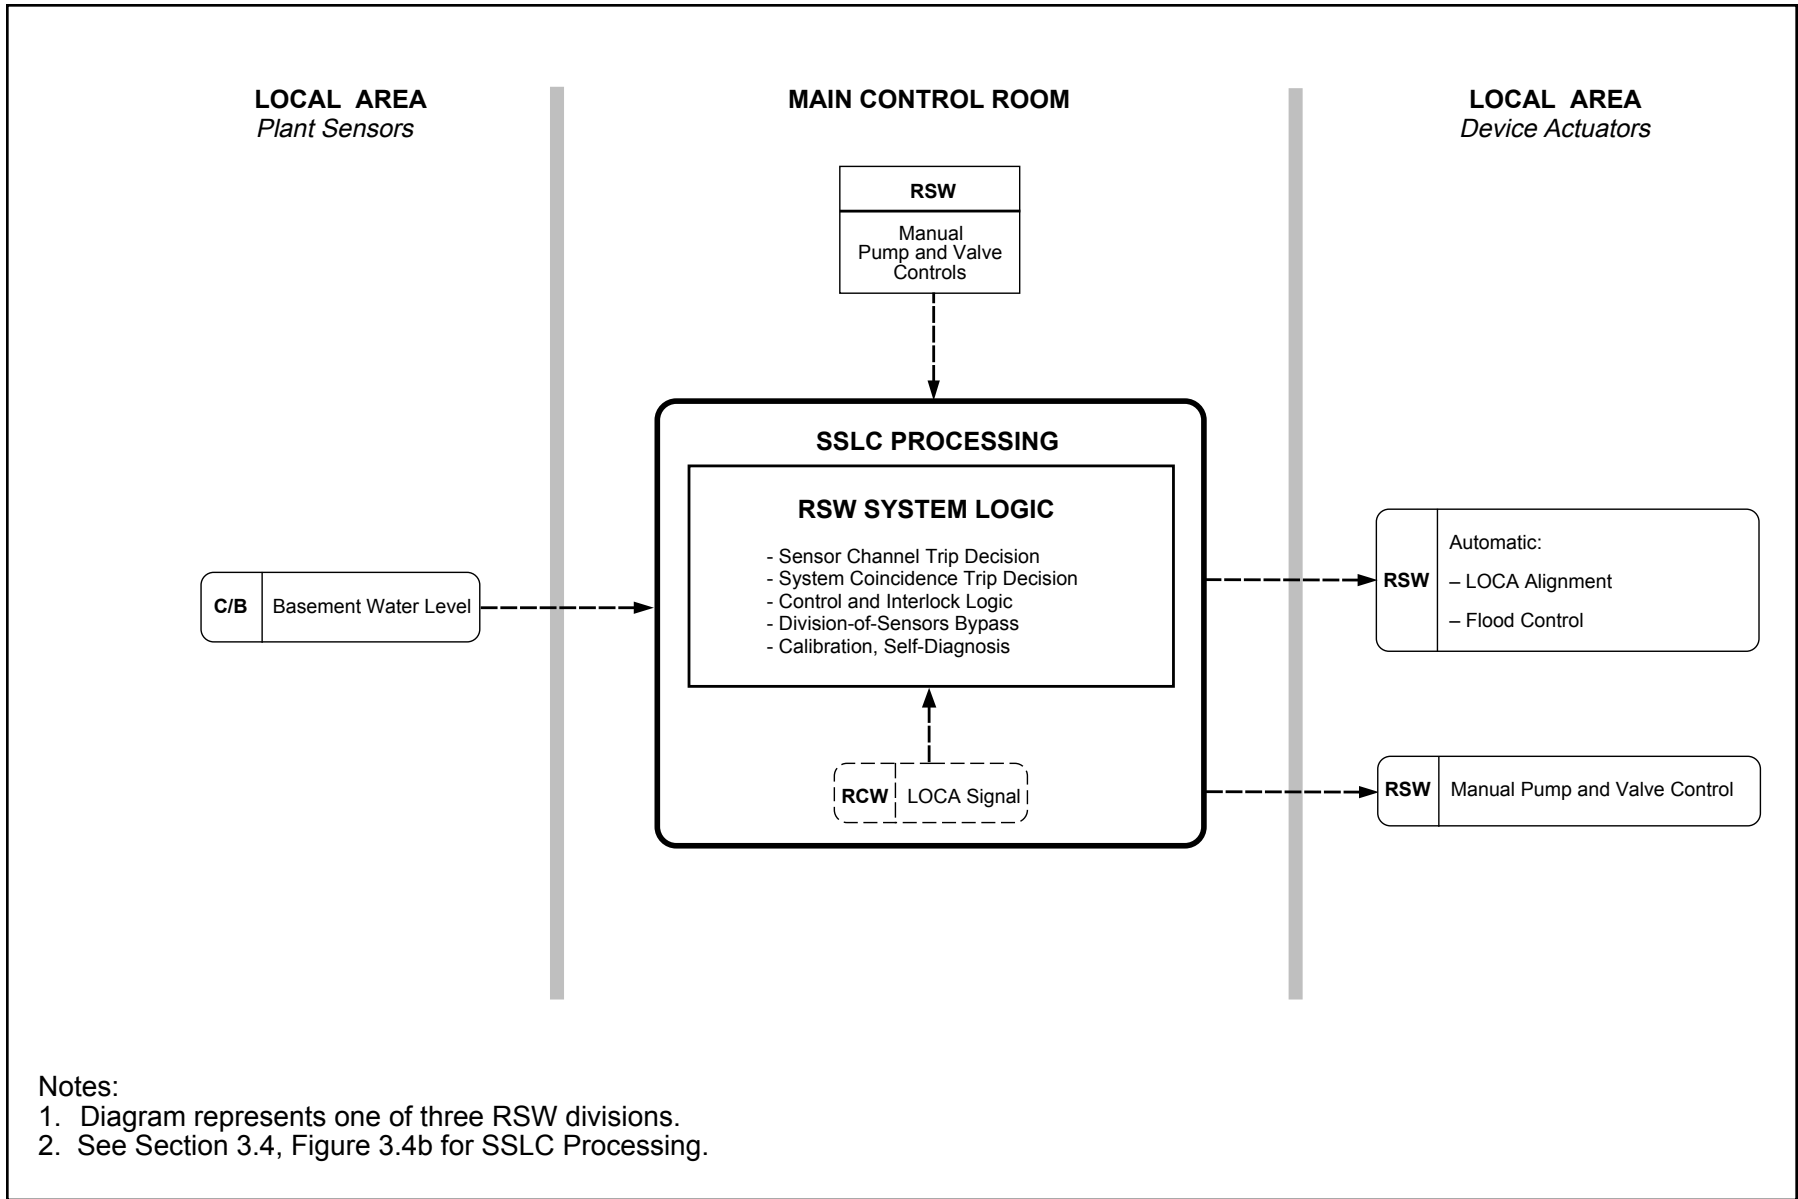 LOCAL AREA
Plant Sensors
MAIN CONTROL ROOM
LOCAL AREA
Device Actuators
RSW
Manual
Pump and Valve
Controls
SSLC PROCESSING
RSW SYSTEM LOGIC
- Sensor Channel Trip Decision
- System Coincidence Trip Decision
- Control and Interlock Logic
- Division-of-Sensors Bypass
- Calibration, Self-Diagnosis
C/B Basement Water Level
RCW LOCA Signal
RSW
Automatic:
– LOCA Alignment
– Flood Control
RSW Manual Pump and Valve Control
Notes:
1. Diagram represents one of three RSW divisions.
2. See Section 3.4, Figure 3.4b for SSLC Processing.